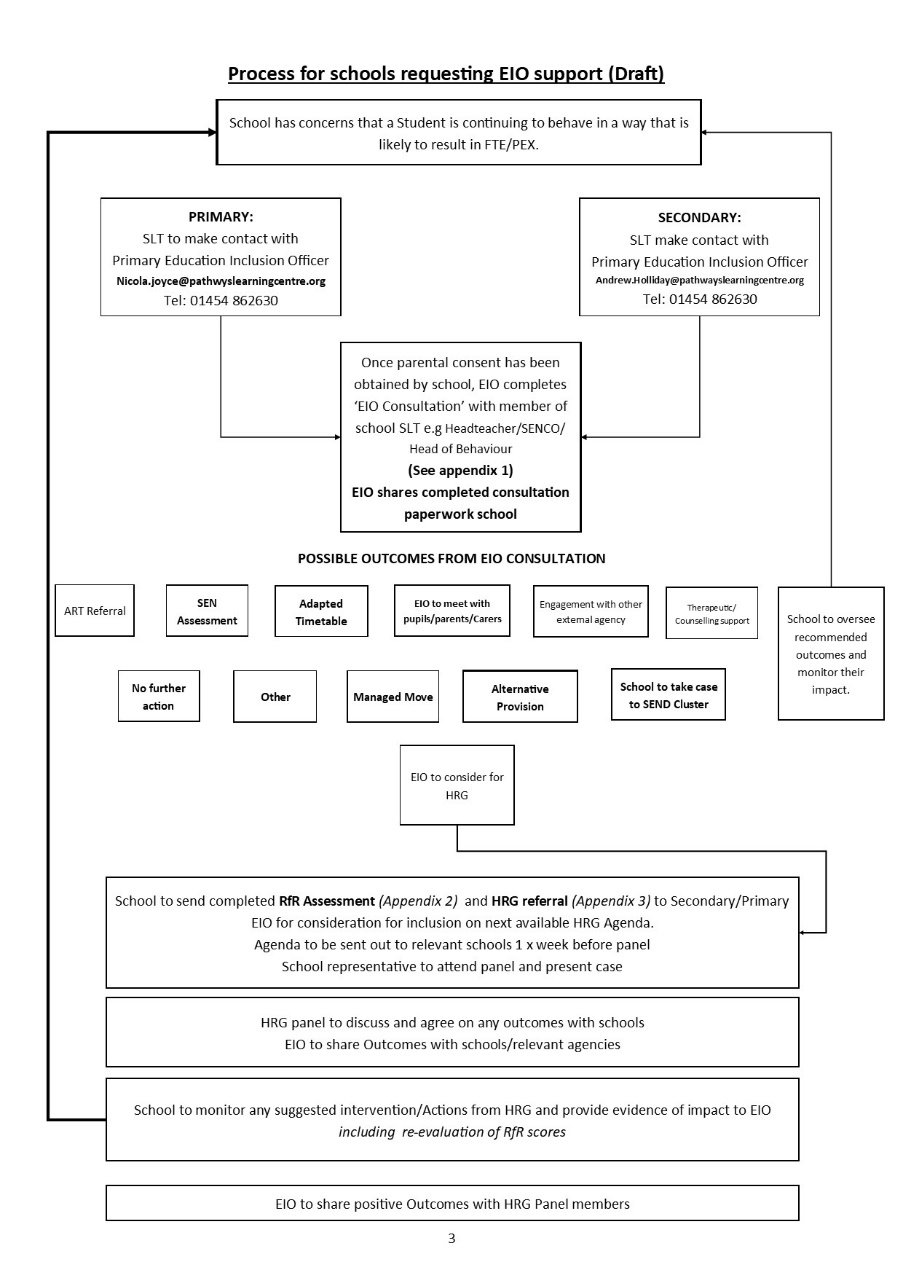 Process for schools requesting EIO support (Draft)
School has concerns that a Student is continuing to behave in a way that is
likely to result in FTE/PEX.
PRIMARY:
SLT to make contact with
Primary Education Inclusion Officer
Nicola.joyce@pathwyslearningcentre.org
Tel: 01454 862630
SECONDARY:
SLT make contact with
Primary Education Inclusion Officer
Andrew.Holliday@pathwayslearningcentre.org
Tel: 01454 862630
Once parental consent has been
obtained by school, EIO completes
‘EIO Consultation’ with member of
school SLT e.g Headteacher/SENCO/
Head of Behaviour
(See appendix 1)
EIO shares completed consultation
paperwork school
POSSIBLE OUTCOMES FROM EIO CONSULTATION
ART Referral
SEN
Assessment
Adapted
Timetable
EIO to meet with
pupils/parents/Carers
Engagement with other
external agency
Therapeutic/
Counselling support
School to oversee
recommended
outcomes and
monitor their
impact.
No further
action
Other
Managed Move
Alternative
Provision
School to take case
to SEND Cluster
EIO to consider for
HRG
School to send completed RfR Assessment (Appendix 2) and HRG referral (Appendix 3) to Secondary/Primary
EIO for consideration for inclusion on next available HRG Agenda.
Agenda to be sent out to relevant schools 1 x week before panel
School representative to attend panel and present case
HRG panel to discuss and agree on any outcomes with schools
EIO to share Outcomes with schools/relevant agencies
School to monitor any suggested intervention/Actions from HRG and provide evidence of impact to EIO
including re-evaluation of RfR scores
EIO to share positive Outcomes with HRG Panel members
3